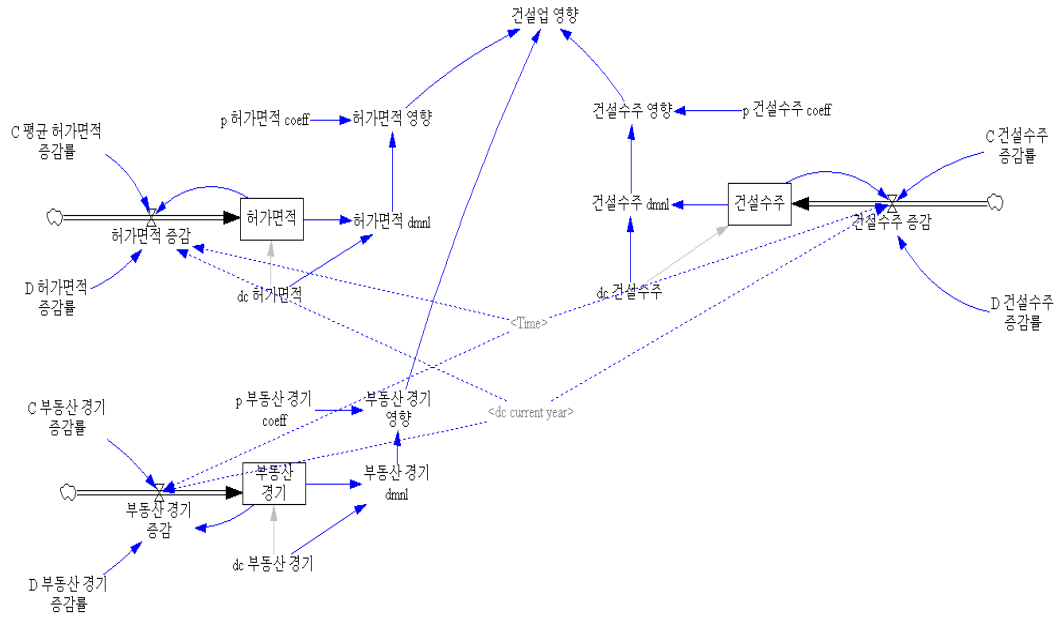 건설업 영향
p 허가면적 coeff
허가면적 영향
건설수주 영향
p 건설수주 coeff
C 평균 허가면적
증감률
C 건설수주
증감률
허가면적
허가면적 dmnl
건설수주 dmnl
건설수주
허가면적 증감
건설수주 증감
D 허가면적
증감률
dc 허가면적
dc 건설수주
D 건설수주
증감률
<Time>
<dc current year>
C 부동산 경기
증감률
p 부동산 경기
coeff
부동산 경기
영향
부동산
경기
부동산 경기
dmnl
부동산 경기
증감
dc 부동산 경기
D 부동산 경기
증감률